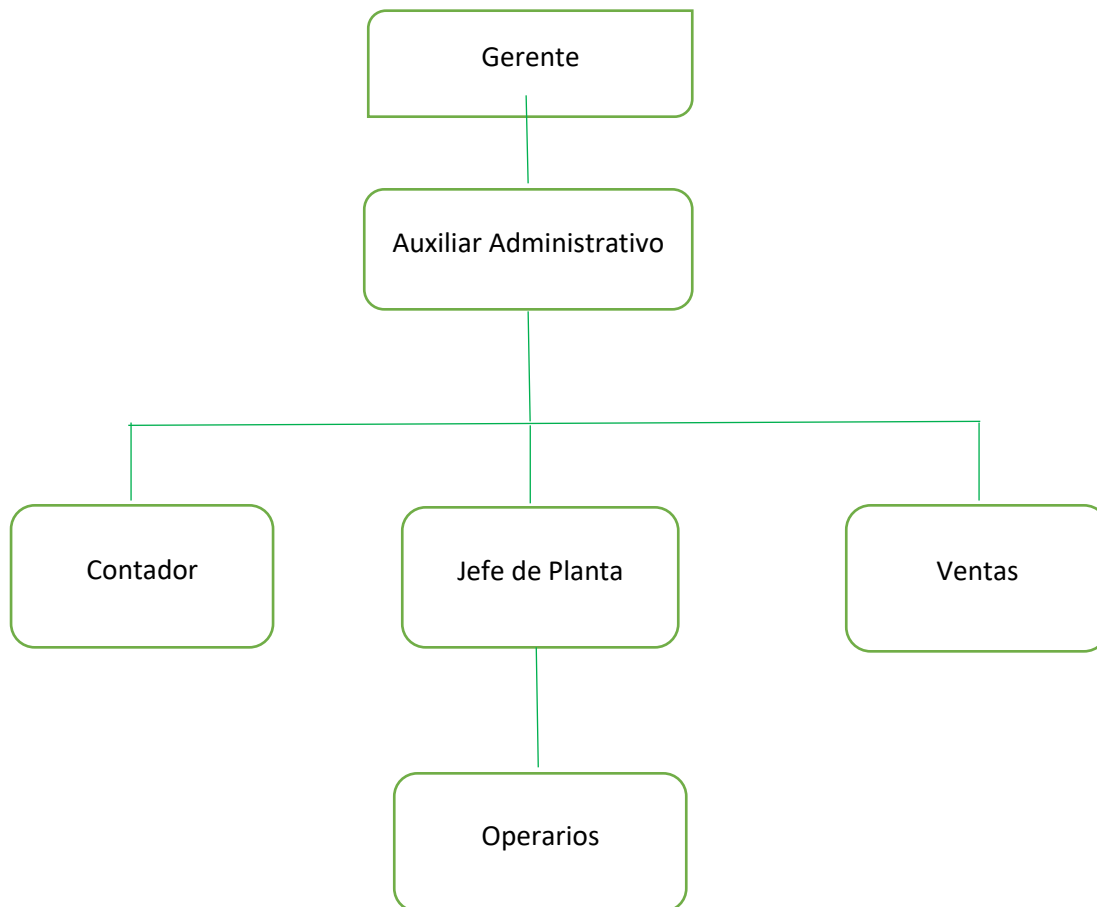 Gerente
Auxiliar Administrativo
Contador
Jefe de Planta
Ventas
Operarios